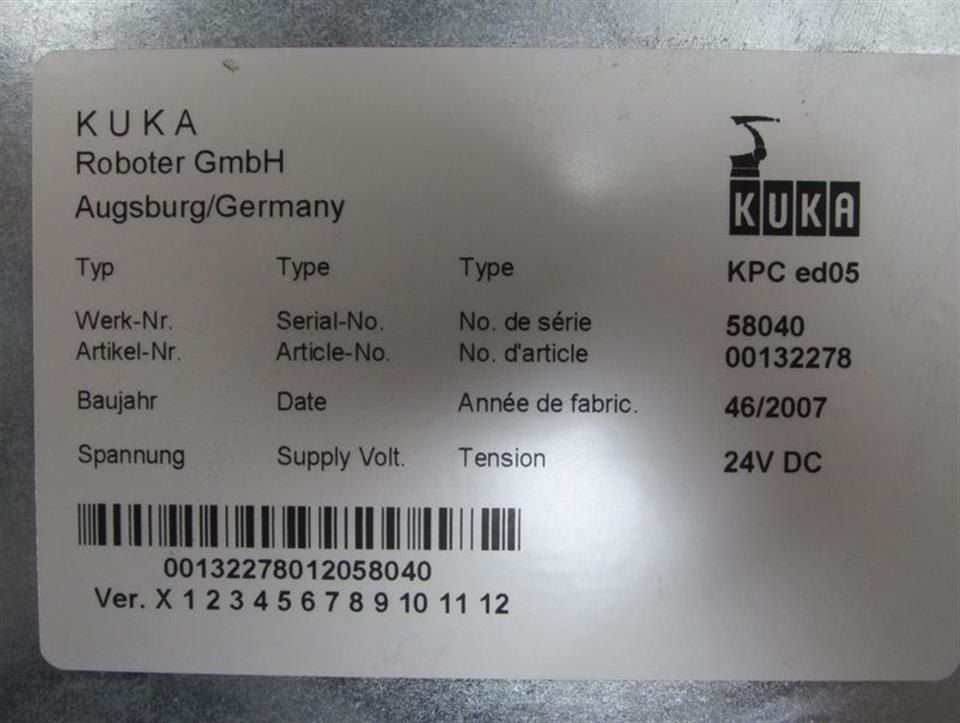 KUKA
Roboter GmbH
Augsburg/Germany
KUKA
Typ Type Type KPC ed05
Werk-Nr. Serial-No. No. de série 58040
Artikel-Nr. Article-No. No. d'article 00132278
Baujahr Date Année de fabric. 46/2007
Spannung Supply Volt. Tension 24V DC
00132278012058040
Ver. X 1 2 3 4 5 6 7 8 9 10 11 12